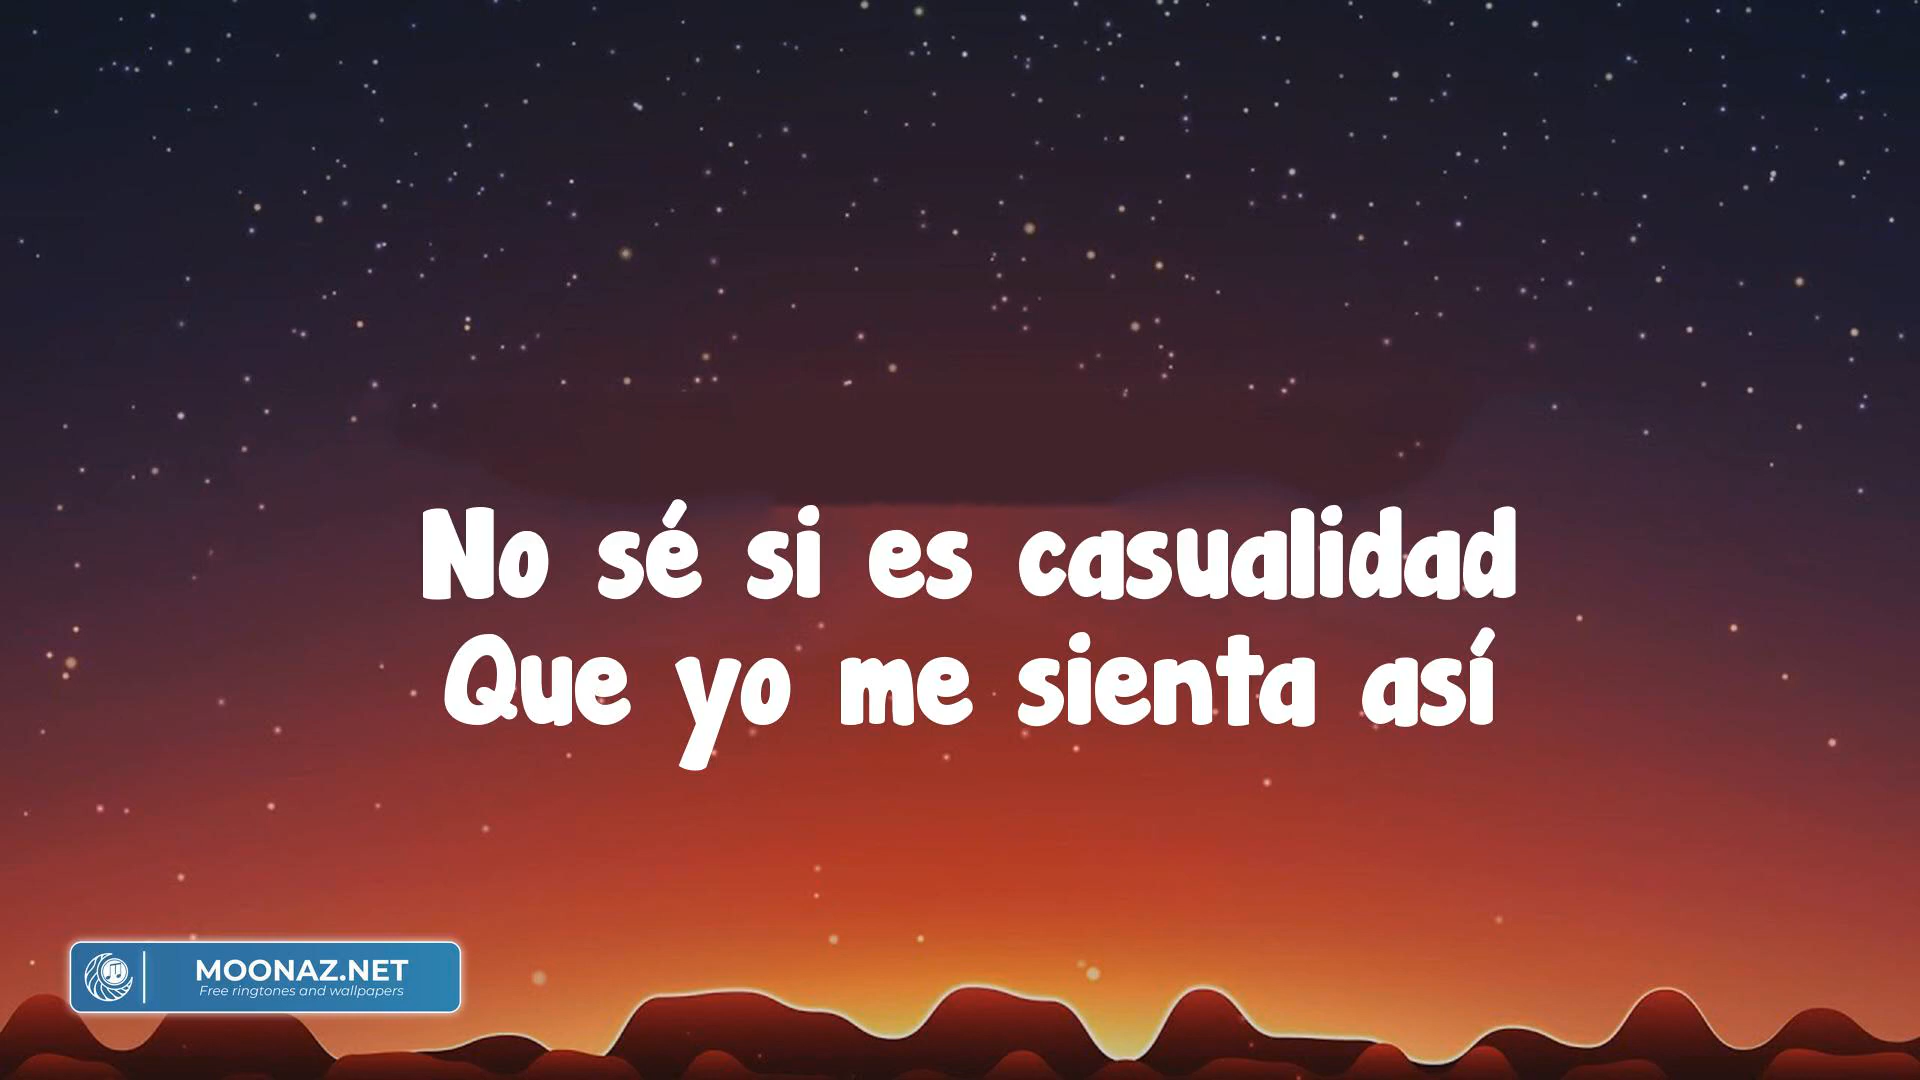 No sé si es casualidad
Que yo me sienta así
MOONAZ.NET
Free ringtones and wallpapers